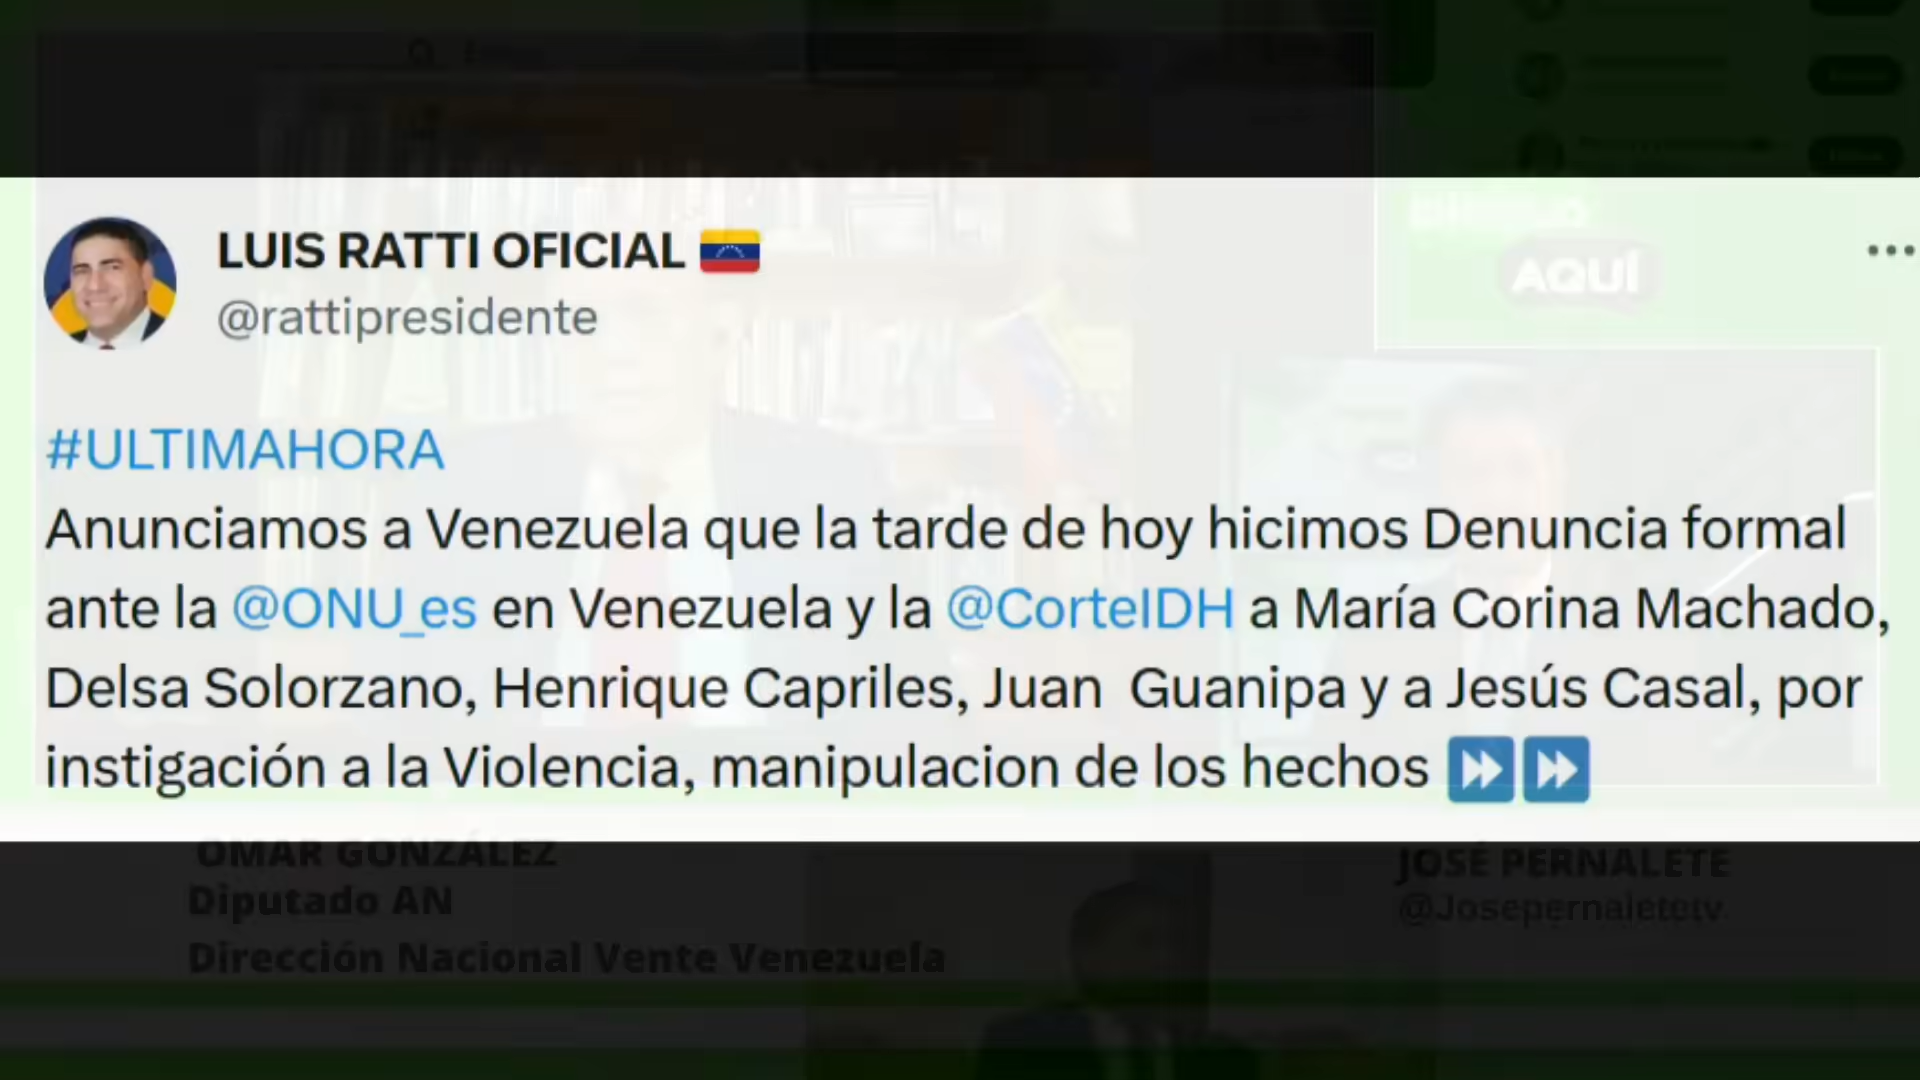 LUIS RATTI OFICIAL
@rattipresidente
AQUÍ
#ULTIMAHORA
Anunciamos a Venezuela que la tarde de hoy hicimos Denuncia formal
ante la @ONU_es en Venezuela y la @CorteIDH a María Corina Machado,
Delsa Solorzano, Henrique Capriles, Juan Guanipa y a Jesús Casal, por
instigación a la Violencia, manipulacion de los hechos
OMAR GONZÁLEZ
Diputado AN
Dirección Nacional Vente Venezuela
JOSÉ PERNALETE
@Josepernaletetv